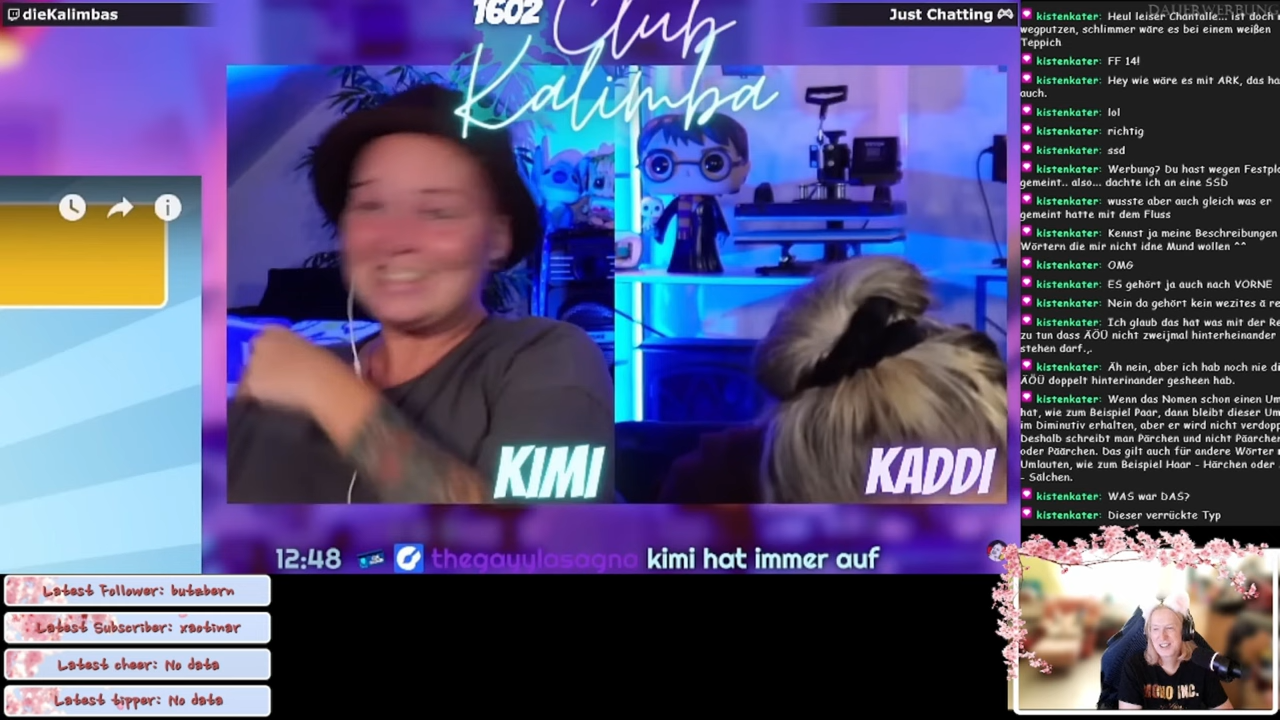 dieKalimbas
1602
Just Chatting
Club
Kalimba
KIMI
KADDI
12:48 thegauylasagna kimi hat immer auf
Latest Follower: butabern
Latest Subscriber: xaotinar
Latest cheer: No data
Latest tipper: No data
DAUERWERBUNG
kistenkater: Heul leiser Chantalle... ist doch
wegputzen, schlimmer wäre es bei einem weißen
Teppich
kistenkater: FF 14!
kistenkater: Hey wie wäre es mit ARK, das ha
auch.
kistenkater: lol
kistenkater: richtig
kistenkater: ssd
kistenkater: Werbung? Du hast wegen Festpl
gemeint.. also... dachte ich an eine SSD
kistenkater: wusste aber auch gleich was er
gemeint hatte mit dem Fluss
kistenkater: Kennst ja meine Beschreibungen
Wörtern die mir nicht idne Mund wollen ^^
kistenkater: OMG
kistenkater: ES gehört ja auch nach VORNE
kistenkater: Nein da gehört kein wezites ä re
kistenkater: Ich glaub das hat was mit der Re
zu tun dass ÄÖÜ nicht zweijmal hinterheinander
stehen darf.,.
kistenkater: Äh nein, aber ich hab noch nie di
ÄÖÜ doppelt hinterinander gesheen hab.
kistenkater: Wenn das Nomen schon einen Um
hat, wie zum Beispiel Paar, dann bleibt dieser Um
im Diminutiv erhalten, aber er wird nicht verdopp
Deshalb schreibt man Pärchen und nicht Päärche
oder Päärchen. Das gilt auch für andere Wörter
Umlauten, wie zum Beispiel Haar - Härchen oder
- Sälchen.
kistenkater: WAS war DAS?
kistenkater: Dieser verrückte Typ
INC.